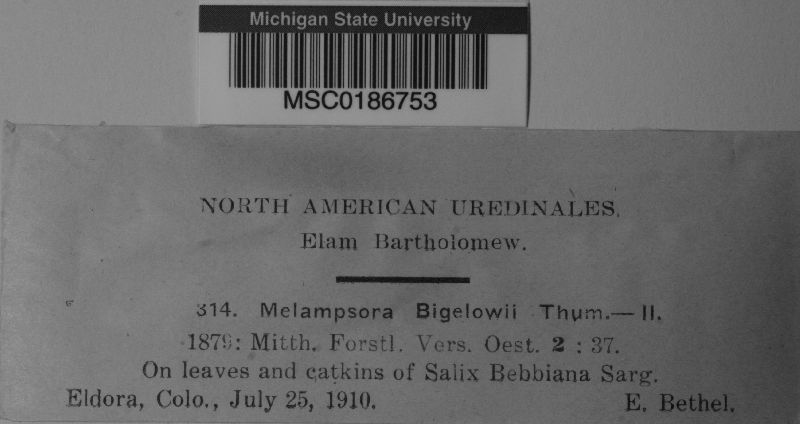 Michigan State University
MSC0186753
NORTH AMERICAN UREDINALES.
Elam Bartholomew.
314. Melampsora Bigelowii Thum.—II.
1879: Mitth. Forstl. Vers. Oest. 2 : 37.
On leaves and catkins of Salix Bebbiana Sarg.
Eldora, Colo., July 25, 1910. E. Bethel.